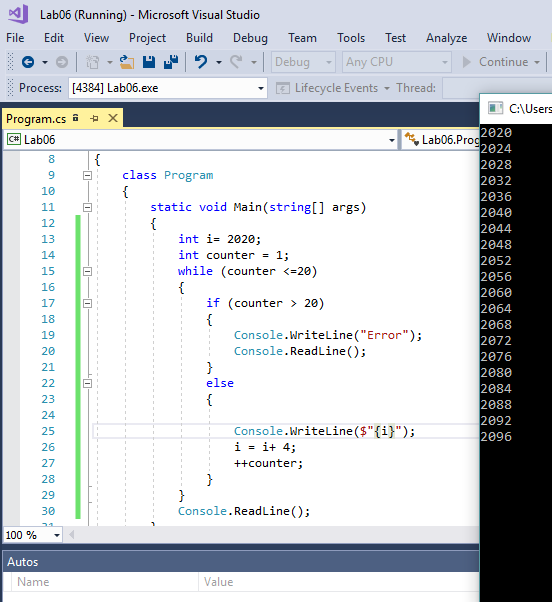 Lab06 (Running) - Microsoft Visual Studio
File Edit View Project Build Debug Team Tools Test Analyze Window
Debug Any CPU Continue
Process: [4384] Lab06.exe Lifecycle Events Thread:
Program.cs
C:\Users
C# Lab06 Lab06.Prog
8 {
9 class Program
10 {
11 static void Main(string[] args)
12 {
13 int i= 2020;
14 int counter = 1;
15 while (counter <=20)
16 {
17 if (counter > 20)
18 {
19 Console.WriteLine("Error");
20 Console.ReadLine();
21 }
22 else
23 {
24
25 Console.WriteLine($"{i}");
26 i = i+ 4;
27 ++counter;
28 }
29 }
30 Console.ReadLine();
31 }
100 %
Autos
Name Value
2020
2024
2028
2032
2036
2040
2044
2048
2052
2056
2060
2064
2068
2072
2076
2080
2084
2088
2092
2096